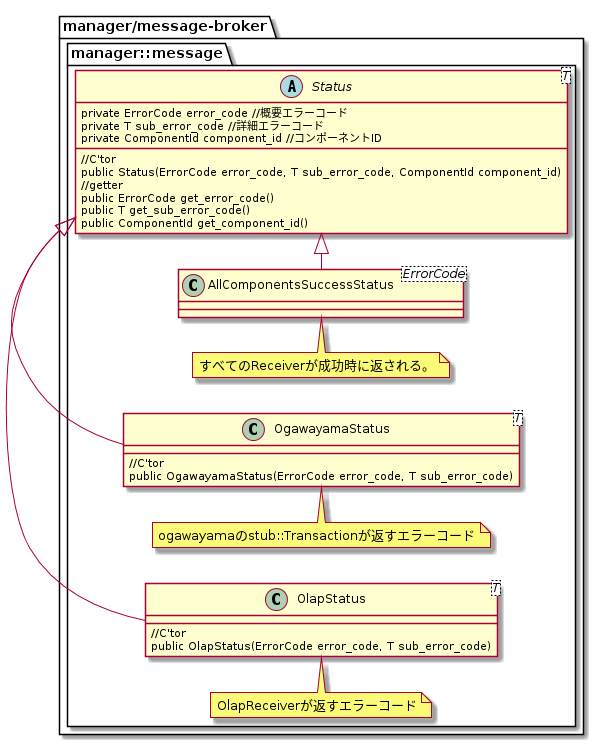 manager/message-broker
manager::message
A Status T
private ErrorCode error_code //概要エラーコード
private T sub_error_code //詳細エラーコード
private ComponentId component_id //コンポーネントID
//C'tor
public Status(ErrorCode error_code, T sub_error_code, ComponentId component_id)
//getter
public ErrorCode get_error_code()
public T get_sub_error_code()
public ComponentId get_component_id()
C AllComponentsSuccessStatus ErrorCode
すべてのReceiverが成功時に返される。
C OgawayamaStatus T
//C'tor
public OgawayamaStatus(ErrorCode error_code, T sub_error_code)
ogawayamaのstub::Transactionが返すエラーコード
C OlapStatus T
//C'tor
public OlapStatus(ErrorCode error_code, T sub_error_code)
OlapReceiverが返すエラーコード